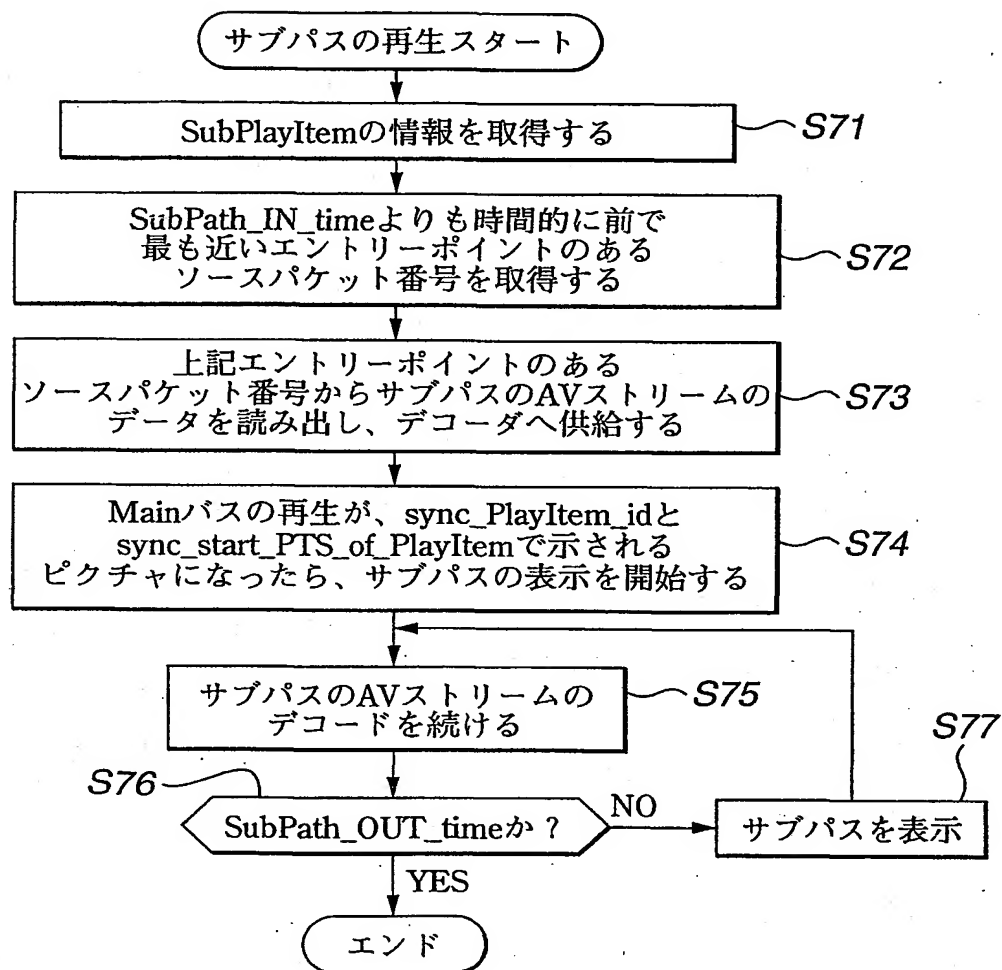 サブパスの再生スタート
SubPlayItemの情報を取得する
S71
SubPath_IN_timeよりも時間的に前で
最も近いエントリーポイントのある
ソースパケット番号を取得する
S72
上記エントリーポイントのある
ソースパケット番号からサブパスのAVストリームの
データを読み出し、デコーダへ供給する
S73
Mainパスの再生が、sync_PlayItem_idと
sync_start_PTS_of_PlayItemで示される
ピクチャになったら、サブパスの表示を開始する
S74
サブパスのAVストリームの
デコードを続ける
S75
S76
SubPath_OUT_timeか？
NO
サブパスを表示
S77
YES
エンド